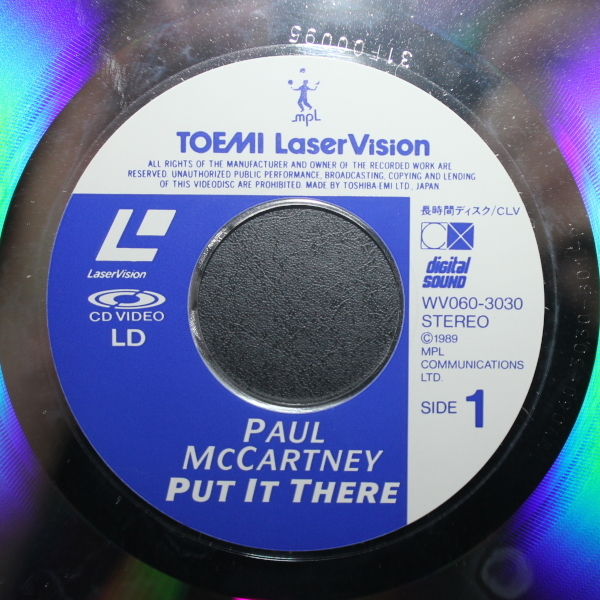 31F00095
mpL
TOEMI LaserVision
ALL RIGHTS OF THE MANUFACTURER AND OWNER OF THE RECORDED WORK ARE
RESERVED. UNAUTHORIZED PUBLIC PERFORMANCE, BROADCASTING, COPYING AND LENDING
OF THIS VIDEODISC ARE PROHIBITED. MADE BY TOSHIBA EMI LTD. JAPAN
LaserVision
CD VIDEO
LD
長時間ディスク/CLV
CX
digital
SOUND
WV060-3030
STEREO
©1989
MPL
COMMUNICATIONS
LTD.
SIDE 1
PAUL
MCCARTNEY
PUT IT THERE